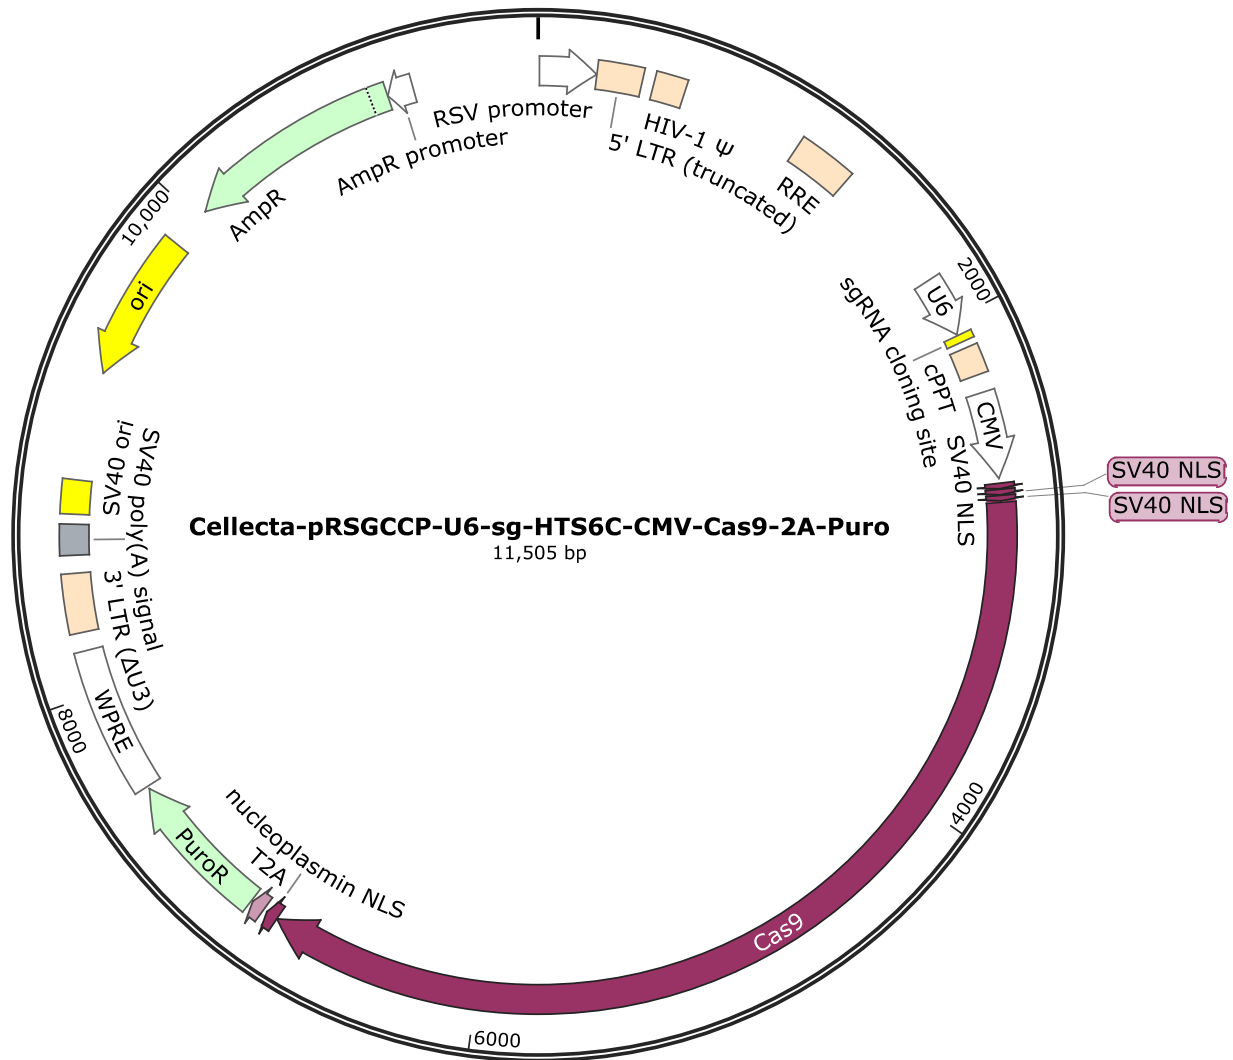 RSV promoter
5' LTR (truncated)
HIV-1 Ψ
RRE
2000
U6
sgRNA cloning site
cPPT
CMV
SV40 NLS
SV40 NLS
SV40 NLS
4000
Cas9
6000
nucleoplasmin NLS
T2A
PuroR
8000
WPRE
3' LTR (ΔU3)
SV40 poly(A) signal
SV40 ori
ori
10,000
AmpR
AmpR promoter
Cellecta-pRSGCCP-U6-sg-HTS6C-CMV-Cas9-2A-Puro
11,505 bp